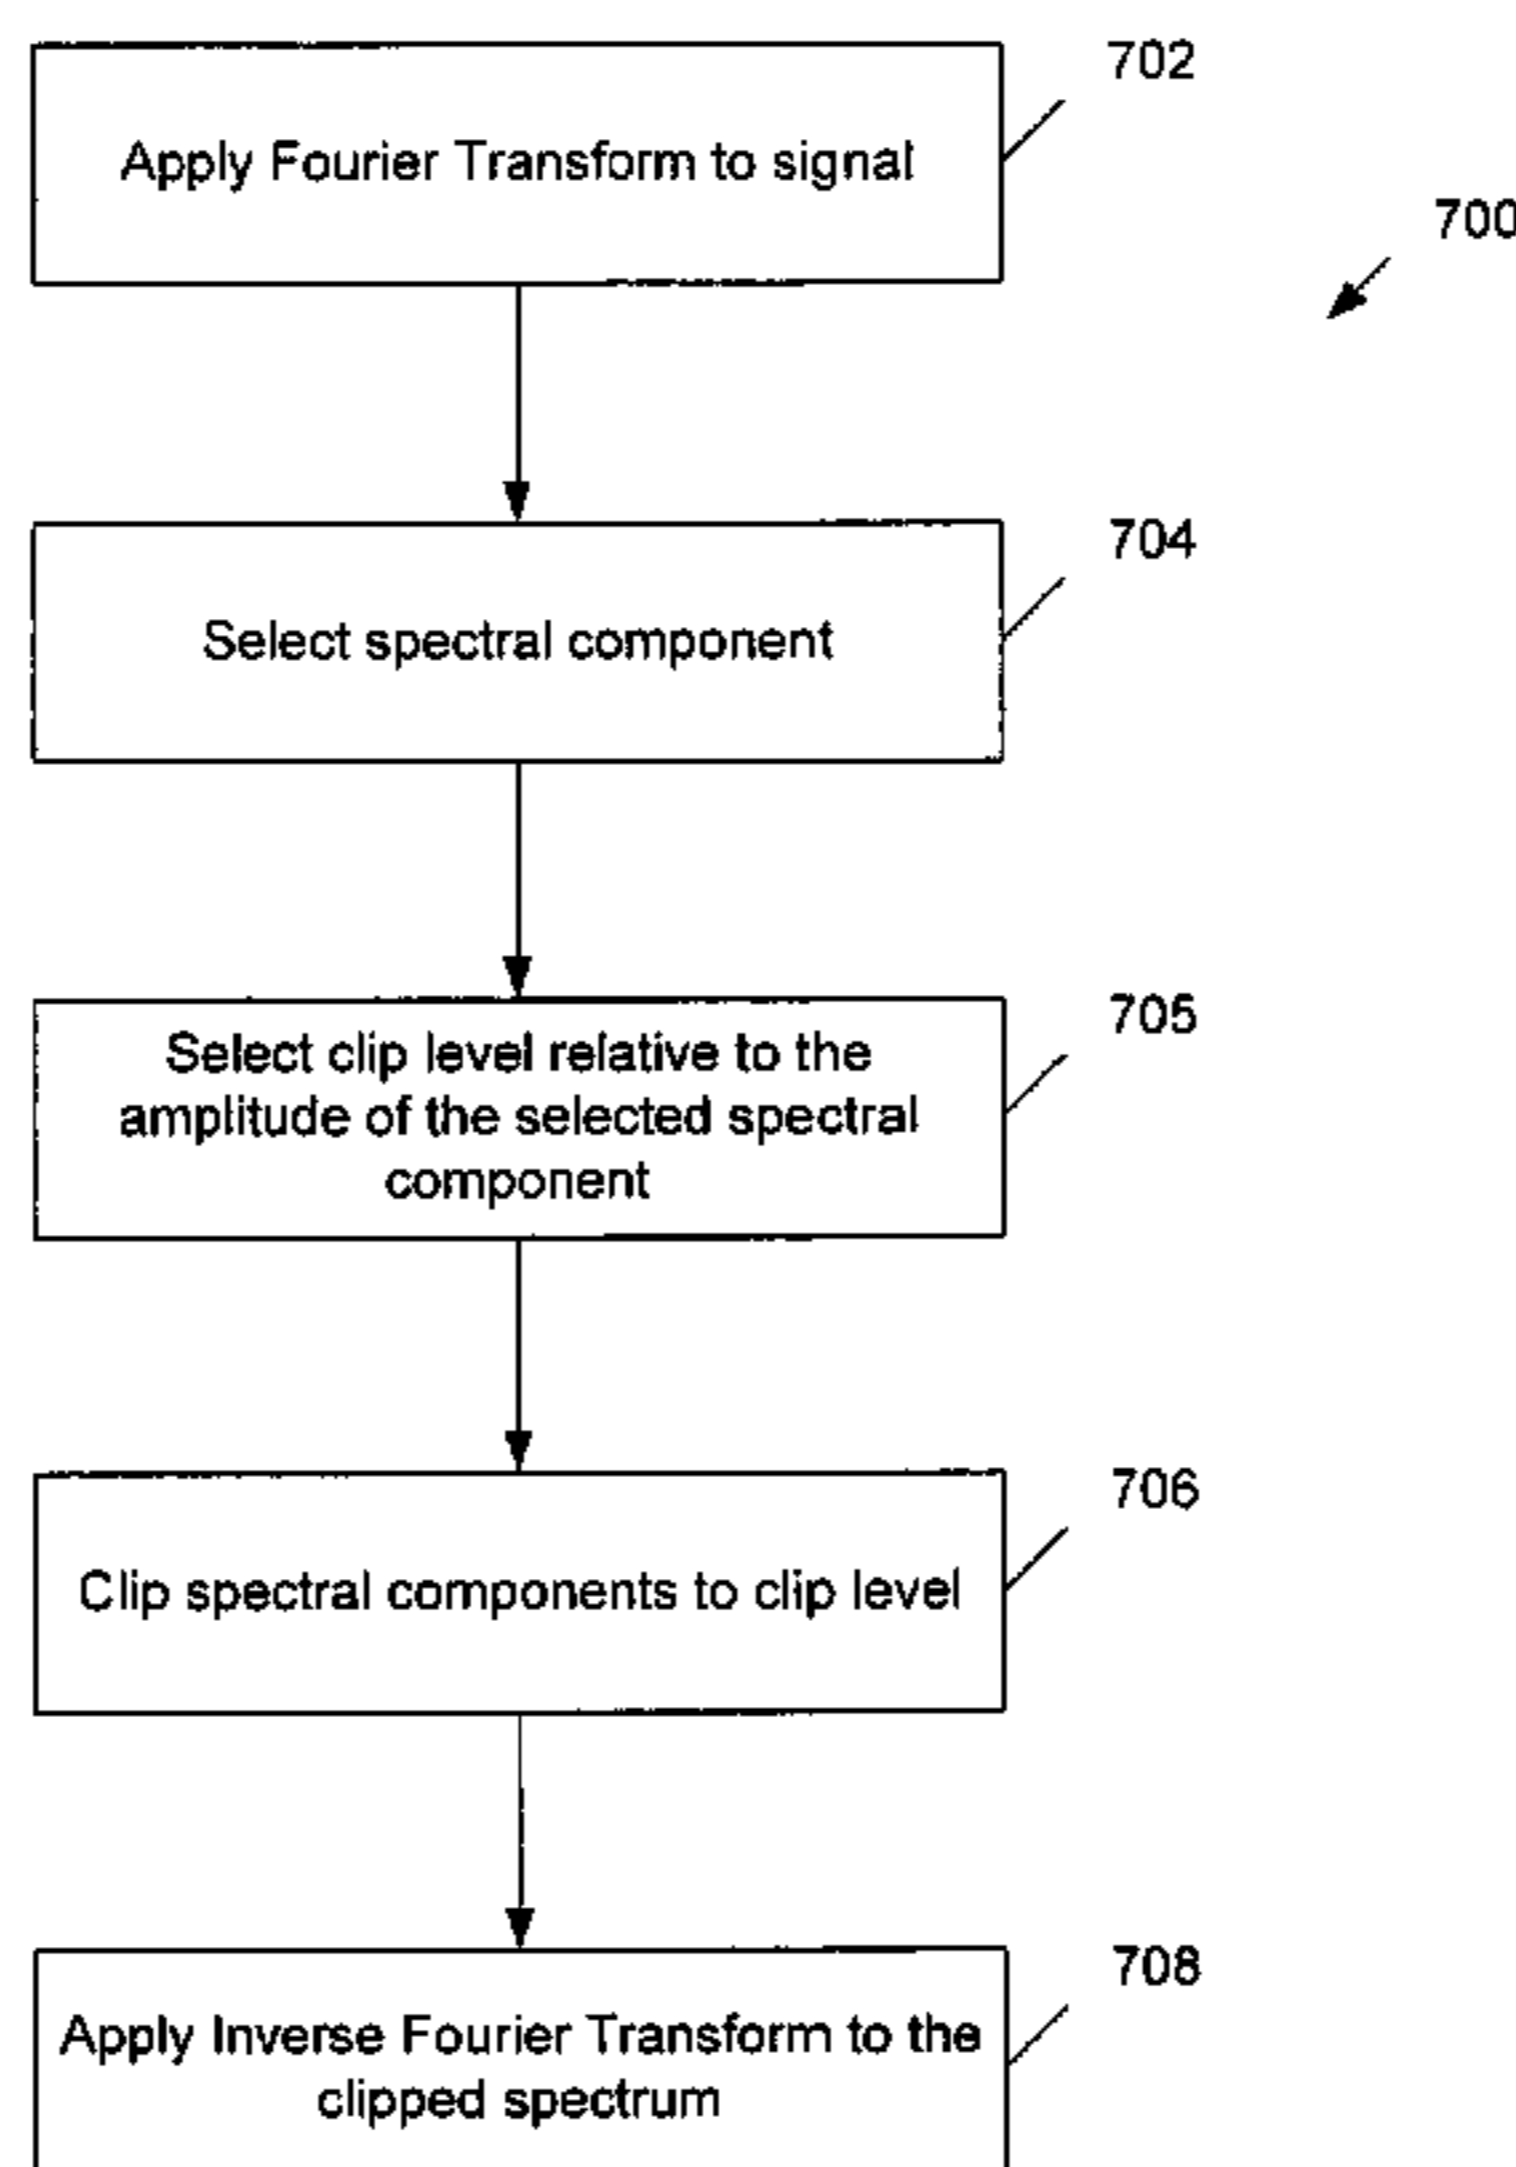 702
Apply Fourier Transform to signal
700
704
Select spectral component
705
Select clip level relative to the
amplitude of the selected spectral
component
706
Clip spectral components to clip level
708
Apply Inverse Fourier Transform to the
clipped spectrum